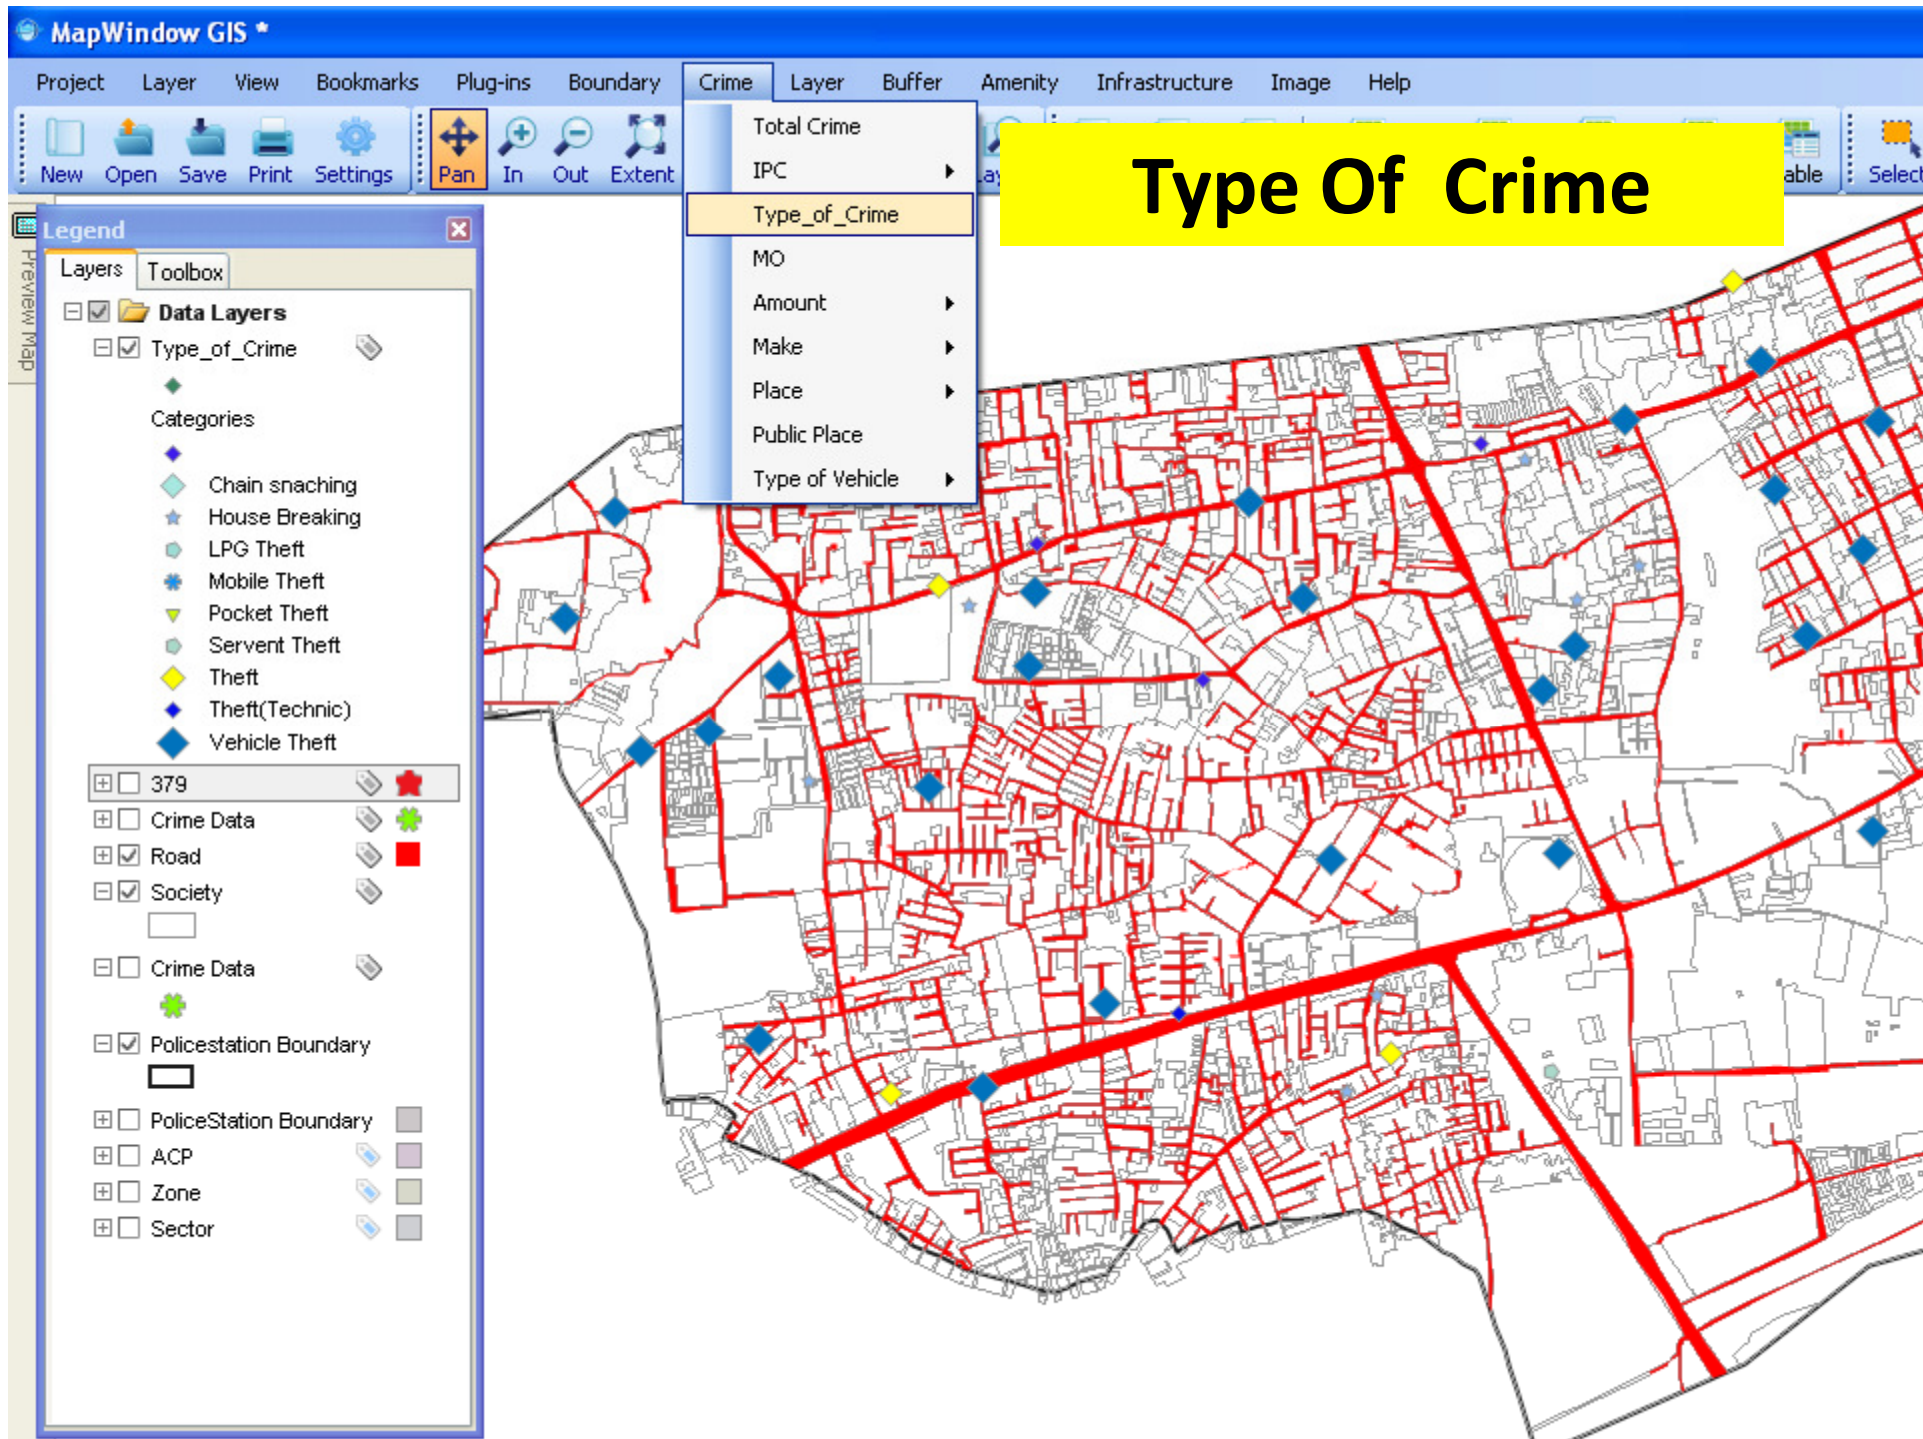 MapWindow GIS *
Project Layer View Bookmarks Plug-ins Boundary Crime Layer Buffer Amenity Infrastructure Image Help
New Open Save Print Settings Pan In Out Extent Select
Type Of Crime
Total Crime
IPC
Type_of_Crime
MO
Amount
Make
Place
Public Place
Type of Vehicle
Preview Map
Legend
Layers Toolbox
Data Layers
Type_of_Crime
Categories
Chain snaching
House Breaking
LPG Theft
Mobile Theft
Pocket Theft
Servent Theft
Theft
Theft(Technic)
Vehicle Theft
379
Crime Data
Road
Society
Crime Data
Policestation Boundary
PoliceStation Boundary
ACP
Zone
Sector